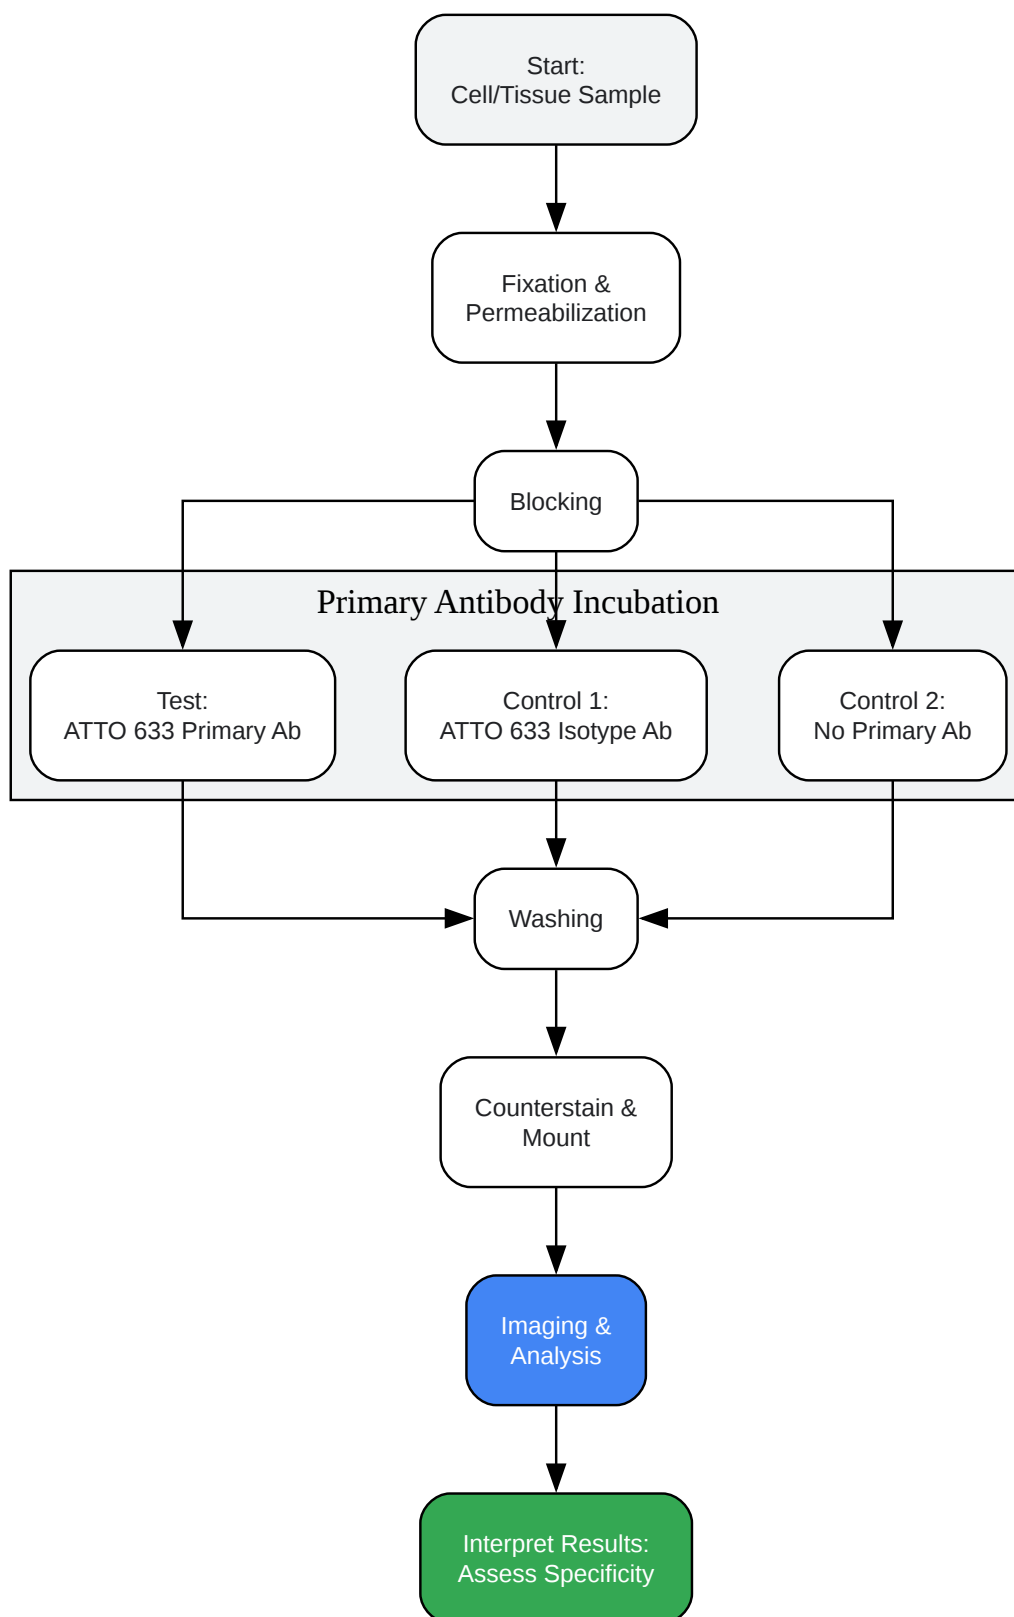 Start:
Cell/Tissue Sample
Fixation &
Permeabilization
Blocking
Primary Antibody Incubation
Test:
ATTO 633 Primary Ab
Control 1:
ATTO 633 Isotype Ab
Control 2:
No Primary Ab
Washing
Counterstain &
Mount
Imaging &
Analysis
Interpret Results:
Assess Specificity